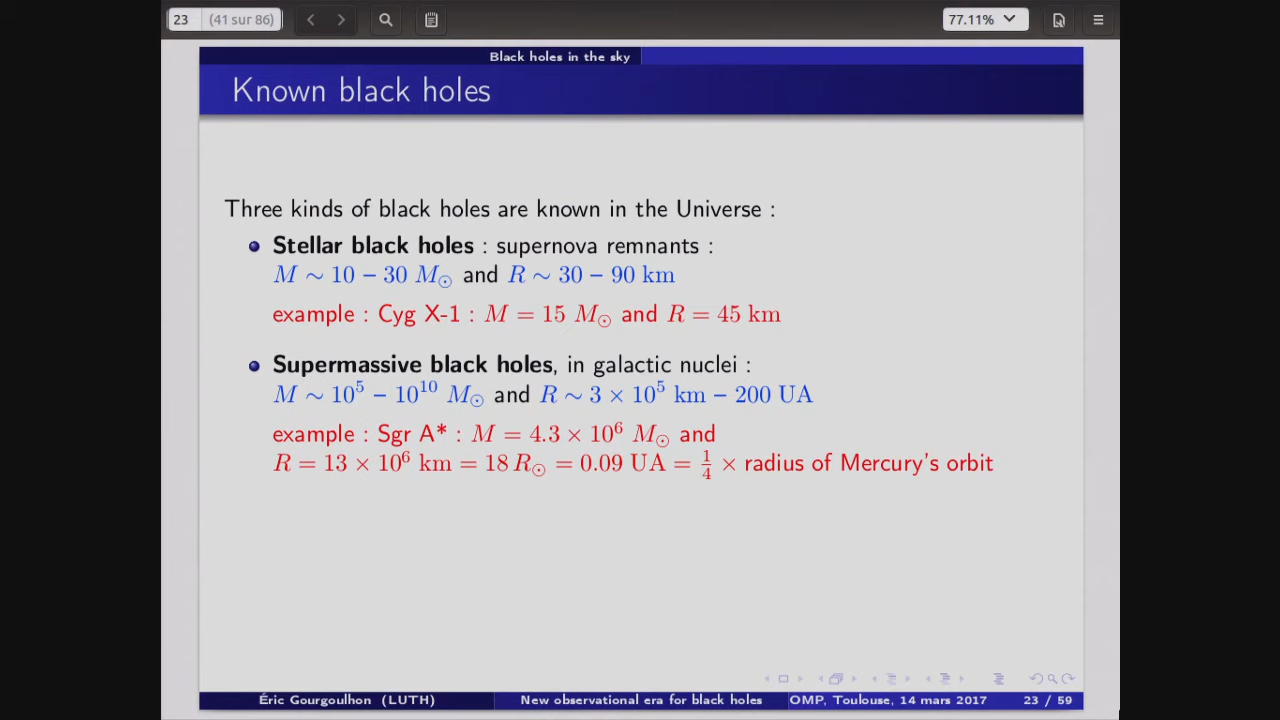 23 (41 sur 86) 77.11%
Black holes in the sky
Known black holes
Three kinds of black holes are known in the Universe :
Stellar black holes : supernova remnants :
M ∼ 10 – 30 M⊙ and R ∼ 30 – 90 km
example : Cyg X-1 : M = 15 M⊙ and R = 45 km
Supermassive black holes, in galactic nuclei :
M ∼ 10⁵ – 10¹⁰ M⊙ and R ∼ 3 × 10⁵ km – 200 UA
example : Sgr A* : M = 4.3 × 10⁶ M⊙ and
R = 13 × 10⁶ km = 18 R⊙ = 0.09 UA = 1/4 × radius of Mercury's orbit
Éric Gourgoulhon (LUTH) New observational era for black holes OMP, Toulouse, 14 mars 2017 23 / 59